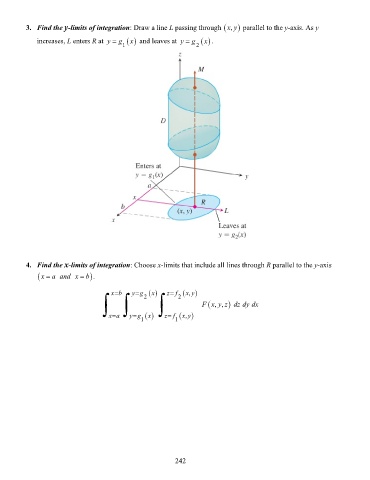 3. Find the y-limits of integration: Draw a line L passing through (x, y) parallel to the y-axis. As y
increases, L enters R at y = g₁(x) and leaves at y = g₂(x).
z
M
D
Enters at
y = g₁(x)
y
a
x
b
R
(x, y)
L
x
Leaves at
y = g₂(x)
4. Find the x-limits of integration: Choose x-limits that include all lines through R parallel to the y-axis
(x = a and x = b).
∫_{x=a}^{x=b} ∫_{y=g₁(x)}^{y=g₂(x)} ∫_{z=f₁(x,y)}^{z=f₂(x,y)} F(x, y, z) dz dy dx
242